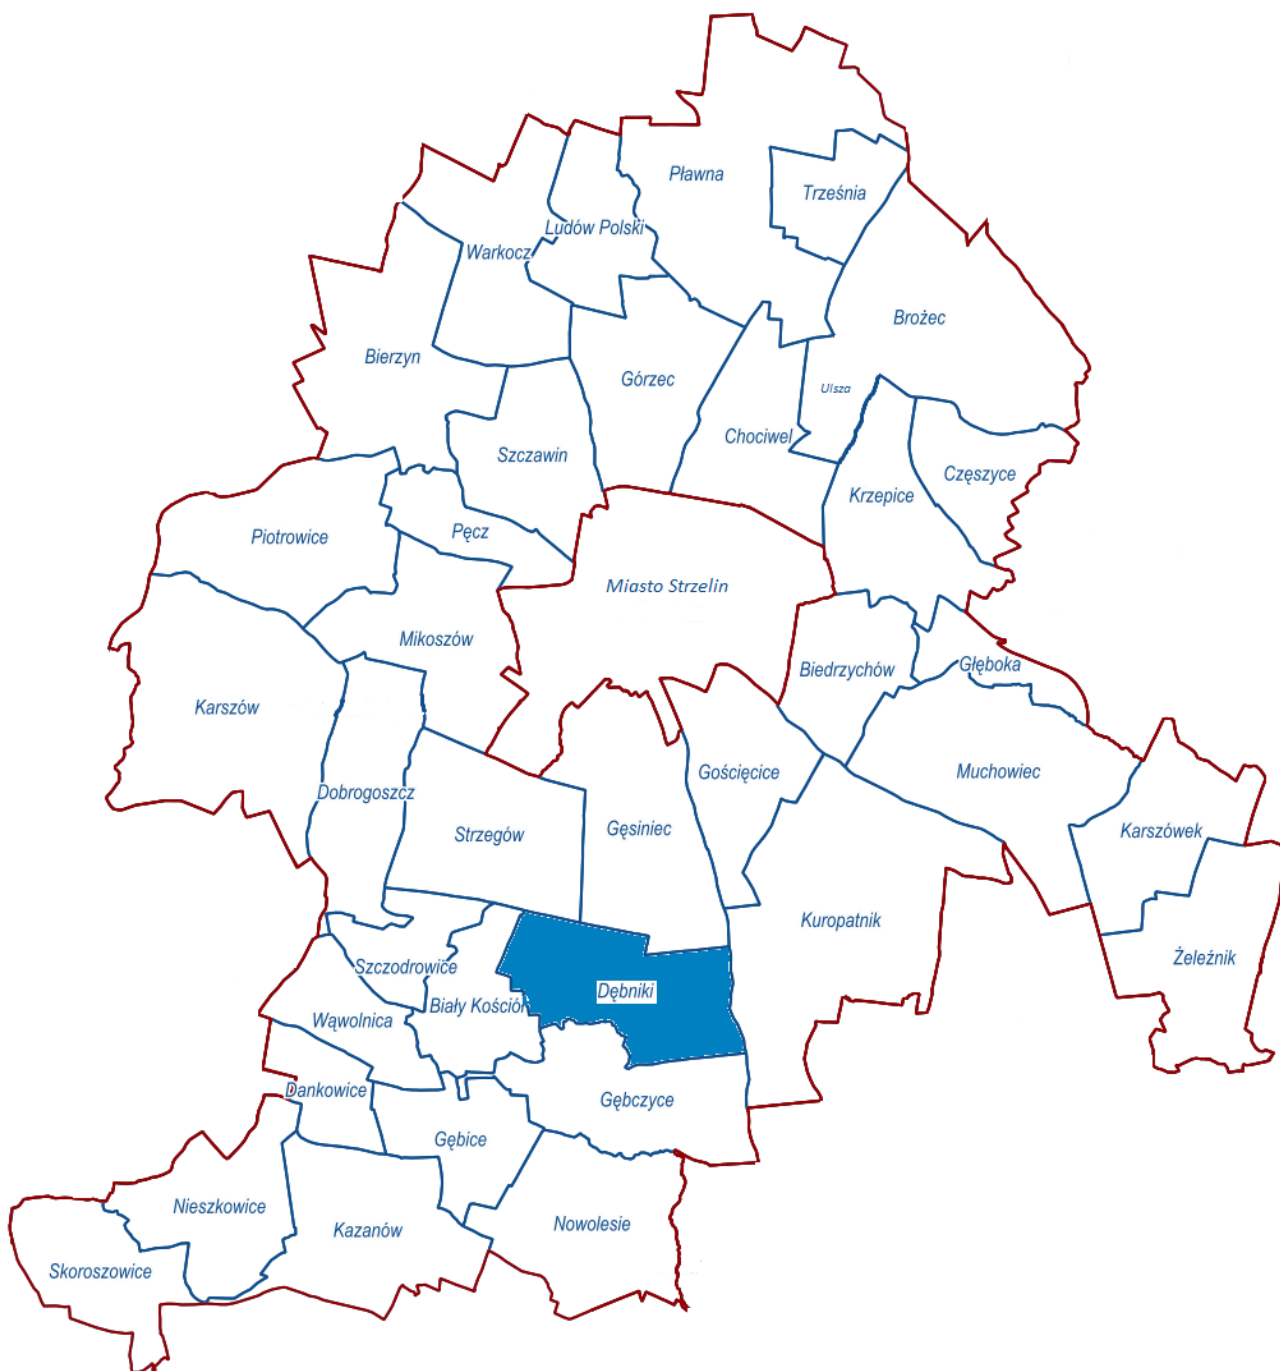 Pławna
Trześnia
Ludów Polski
Warkocz
Brożec
Bierzyn
Górzec
Ulsza
Chociwel
Szczawin
Częszyce
Krzepice
Pęcz
Piotrowice
Miasto Strzelin
Mikoszów
Biedrzychów
Głęboka
Karszów
Gościęcice
Muchowiec
Dobrogoszcz
Strzegów
Gęsiniec
Karszówek
Kuropatnik
Żeleźnik
Szczodrowice
Dębniki
Biały Kościół
Wąwolnica
Dankowice
Gębczyce
Gębice
Nieszkowice
Nowolesie
Kazanów
Skoroszowice